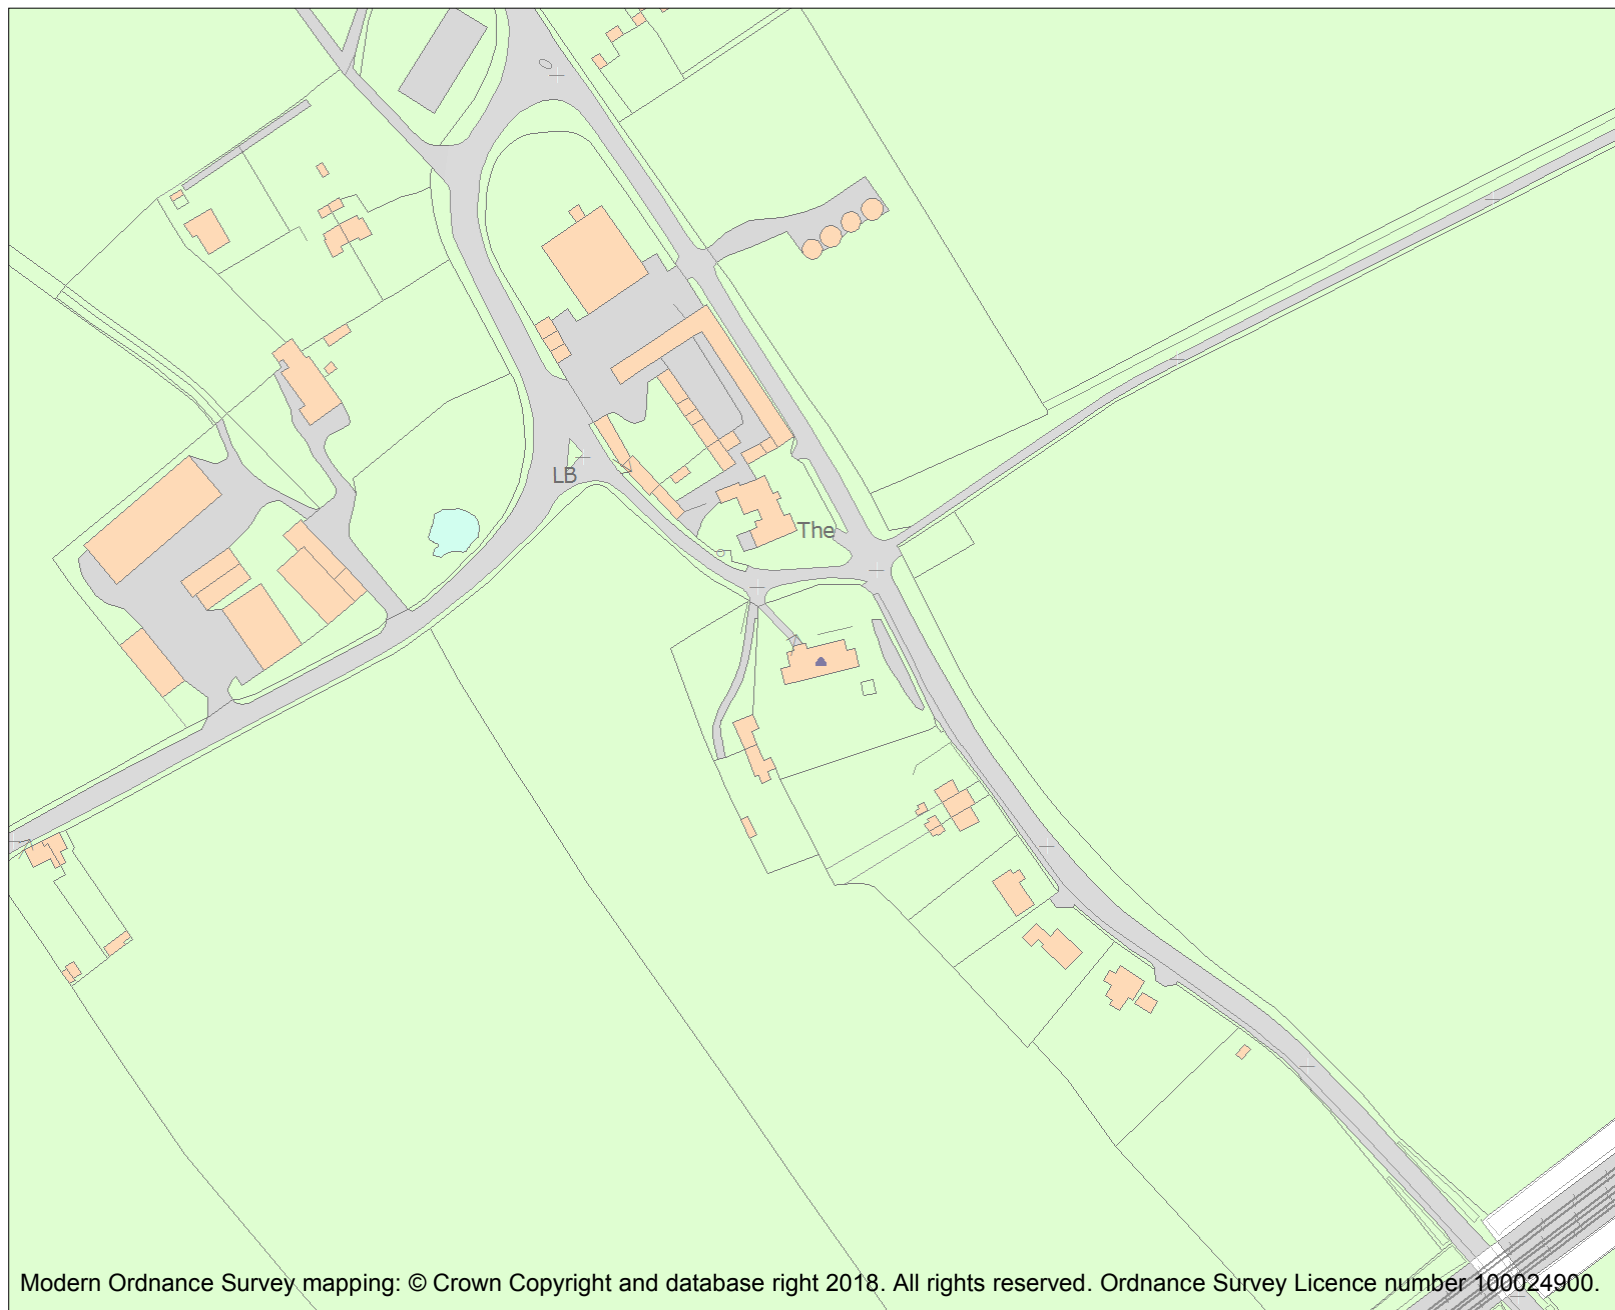 LB
The
Modern Ordnance Survey mapping: © Crown Copyright and database right 2018. All rights reserved. Ordnance Survey Licence number 100024900.